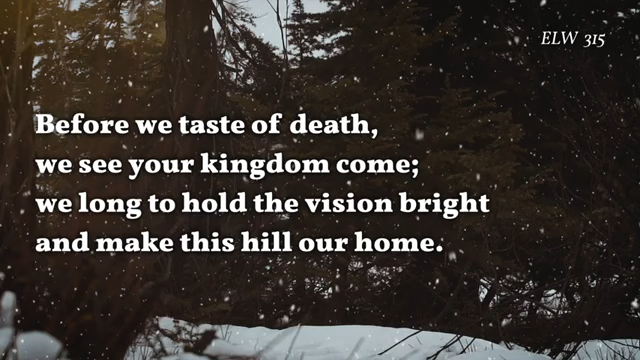 ELW 315
Before we taste of death,
we see your kingdom come;
we long to hold the vision bright
and make this hill our home.